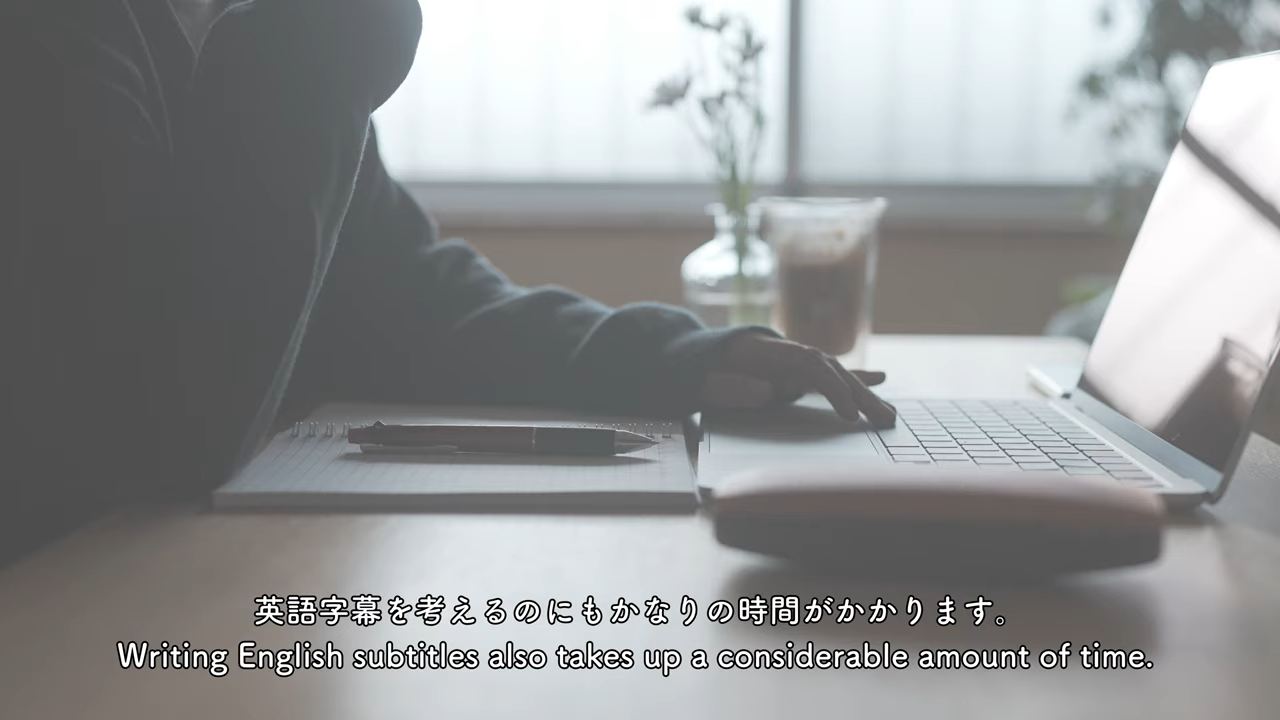 英語字幕を考えるのにもかなりの時間がかかります。
Writing English subtitles also takes up a considerable amount of time.